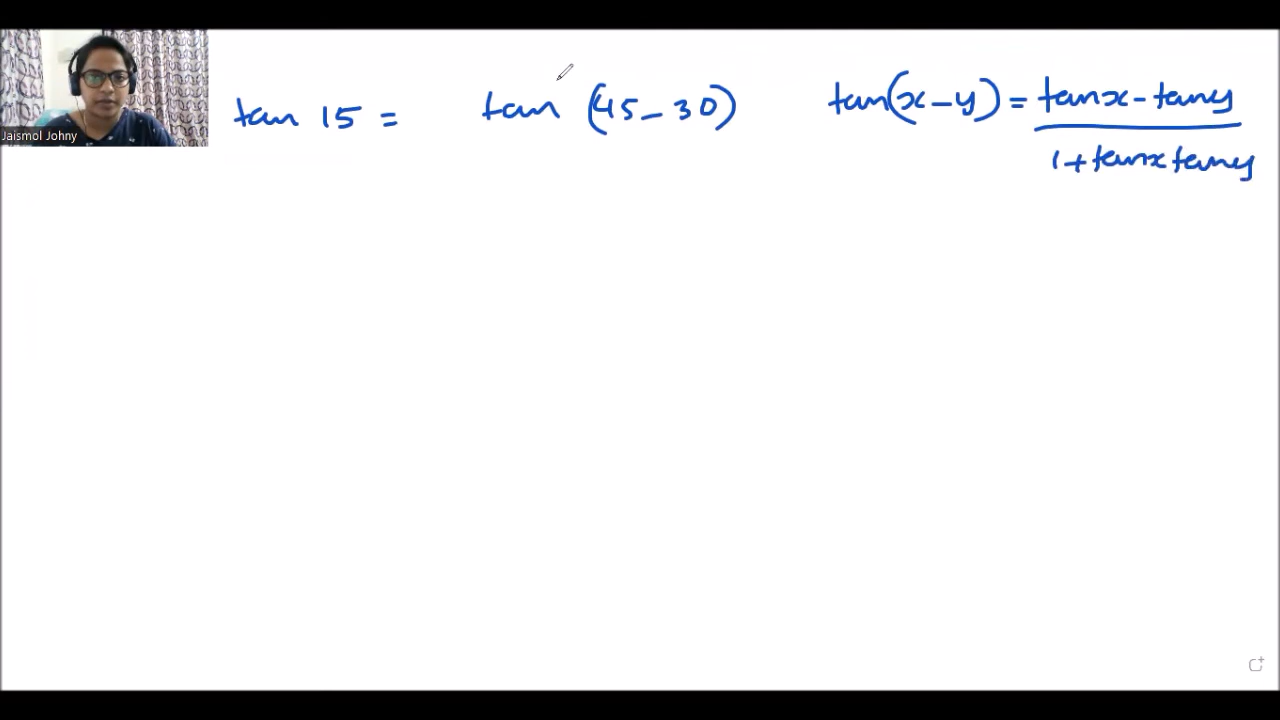 Jaismol Johny
tan 15 = tan (45-30)
tan(x-y) = tanx - tany
1+tanx tany